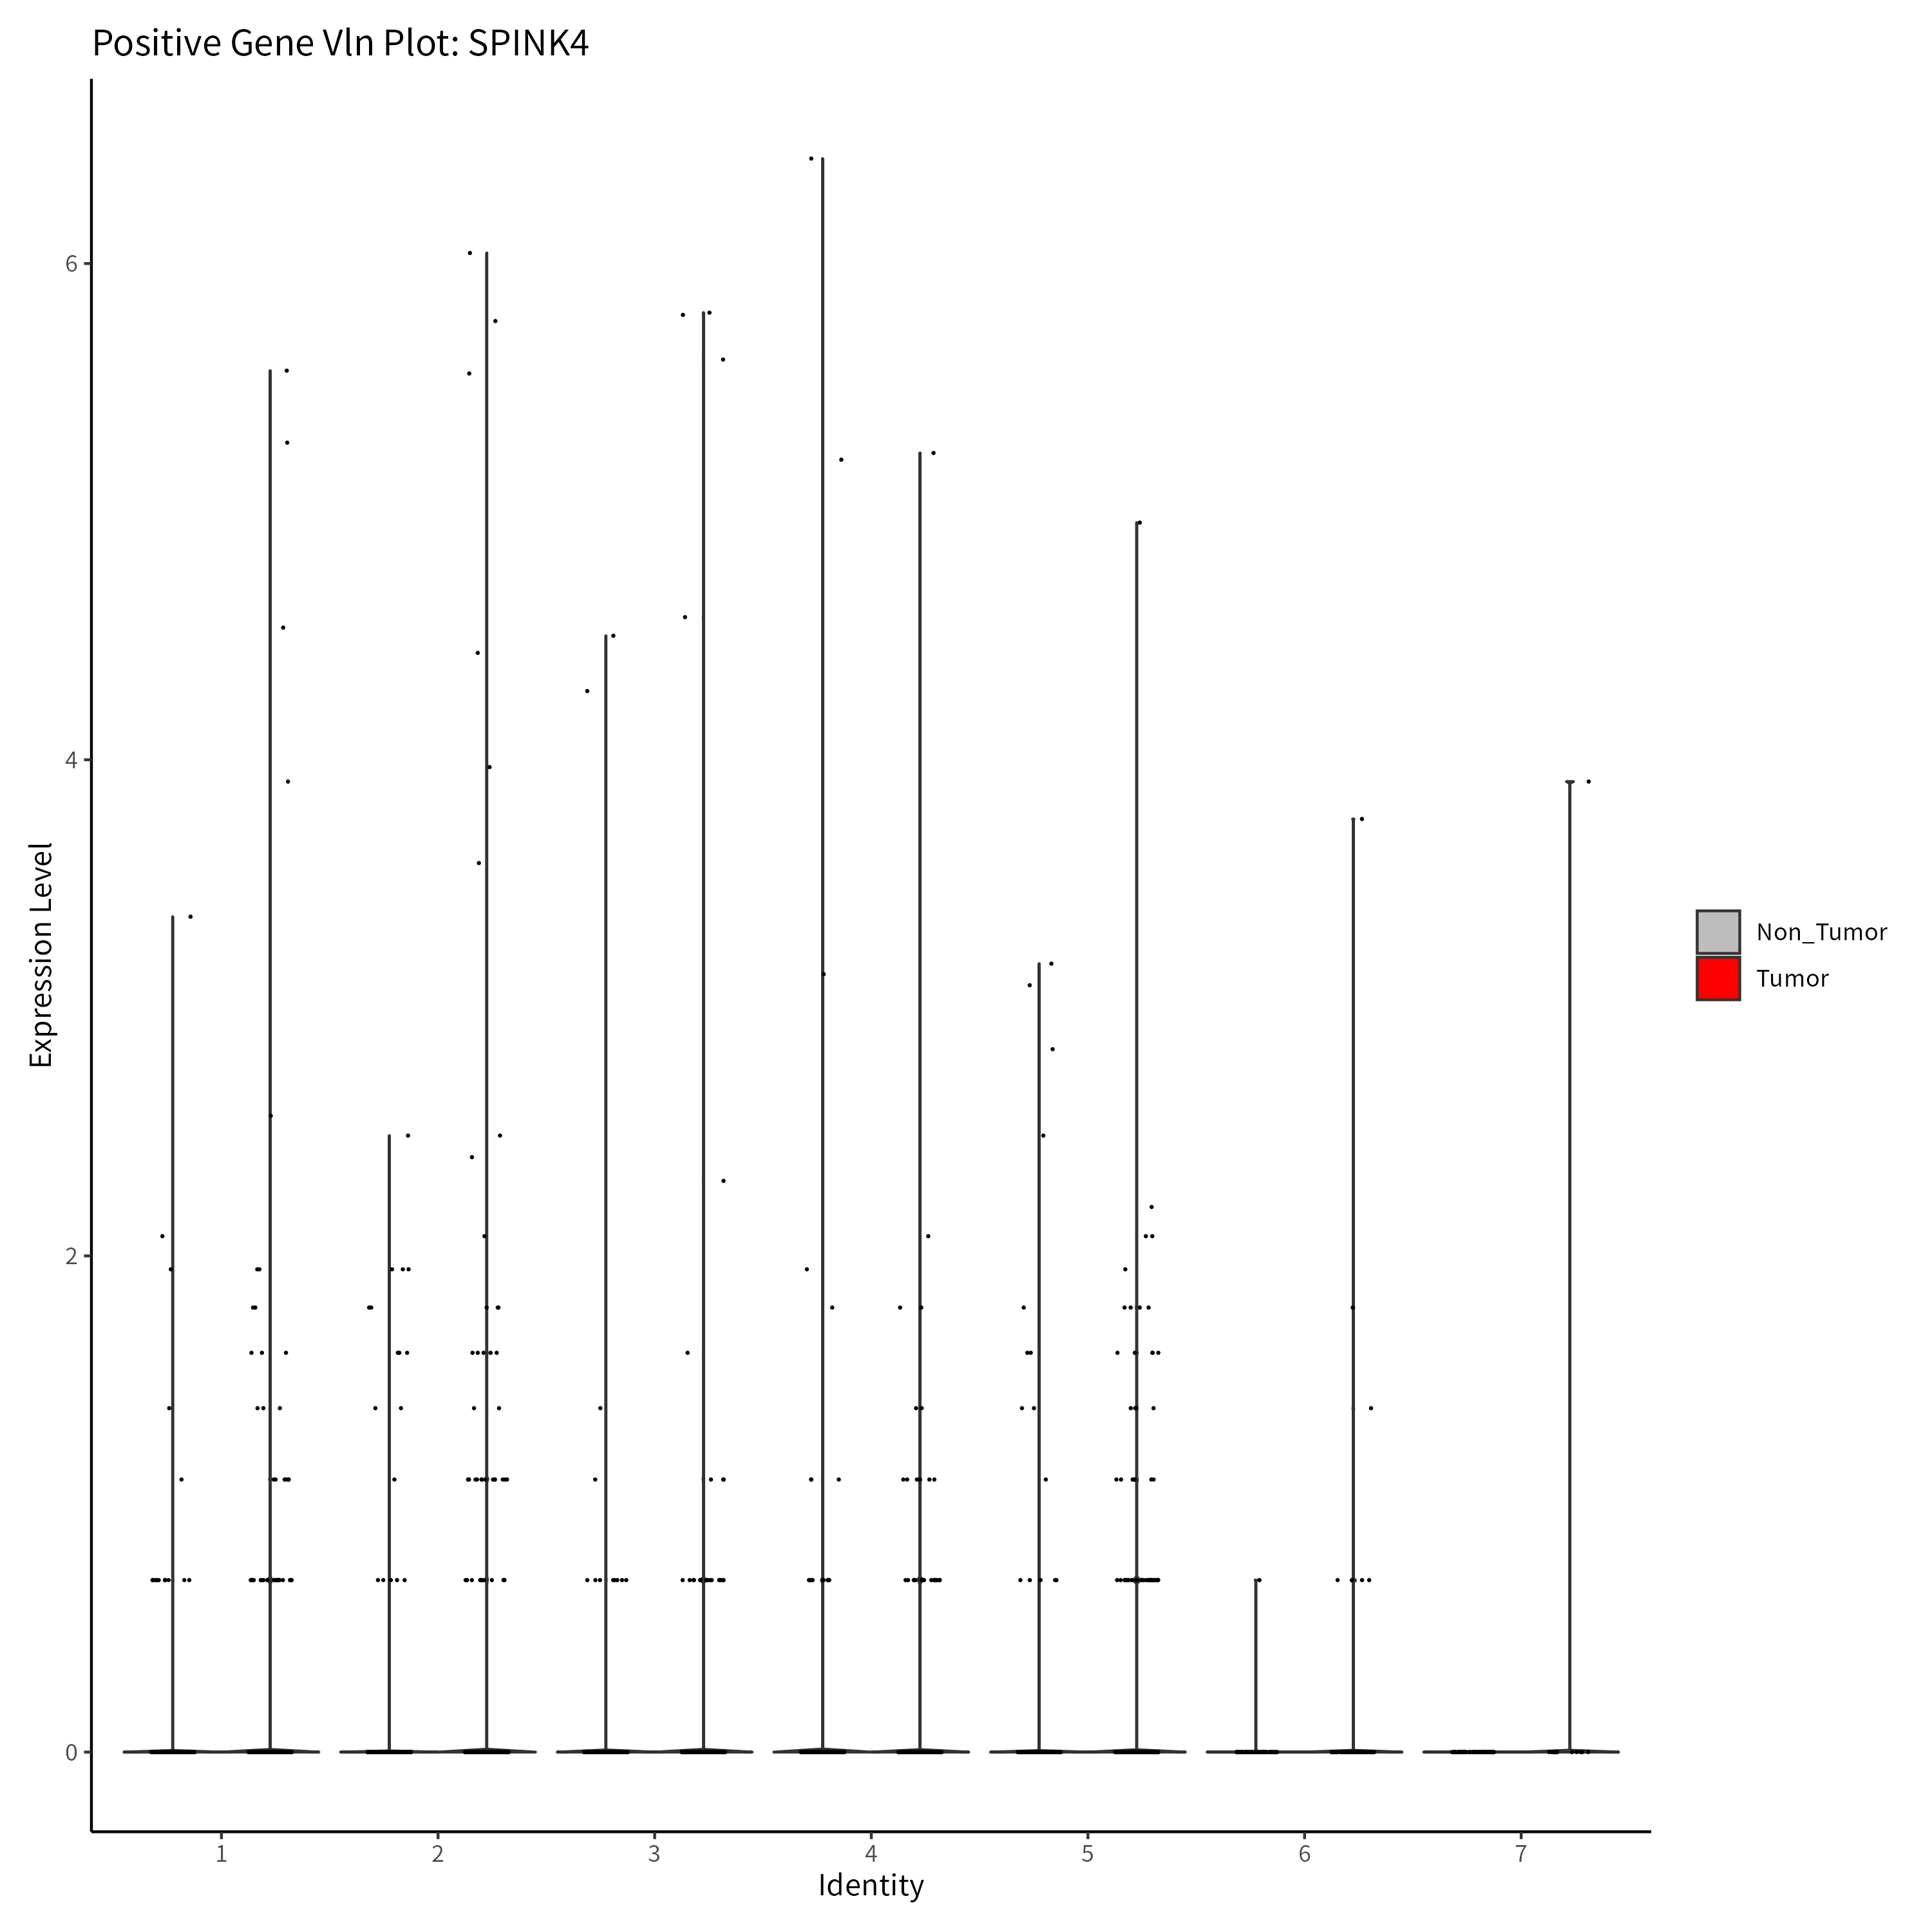 Positive Gene Vln Plot: SPINK4
Expression Level
6
4
2
0
1 2 3 4 5 6 7
Identity
Non_Tumor
Tumor